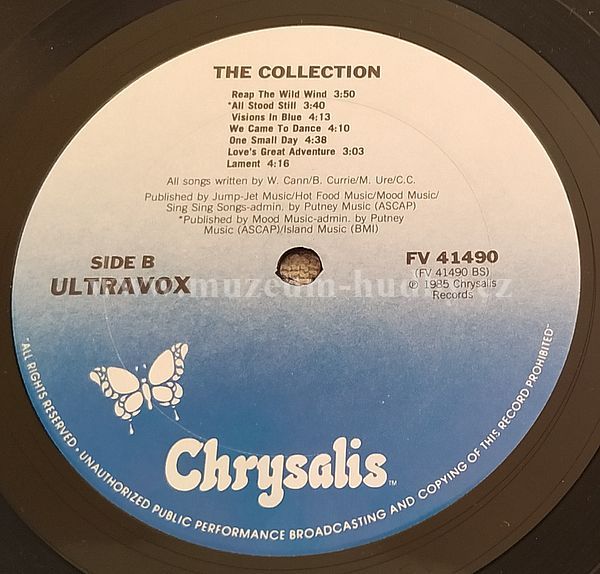 THE COLLECTION
Reap The Wild Wind 3:50
*All Stood Still 3:40
Visions In Blue 4:13
We Came To Dance 4:10
One Small Day 4:38
Love's Great Adventure 3:03
Lament 4:16
All songs written by W. Cann/B. Currie/M. Ure/C.C.
Published by Jump-Jet Music/Hot Food Music/Mood Music/
Sing Sing Songs-admin. by Putney Music (ASCAP)
*Published by Mood Music-admin. by Putney
Music (ASCAP)/Island Music (BMI)
SIDE B
ULTRAVOX
FV 41490
(FV 41490 BS)
℗ 1985 Chrysalis
Records
Chrysalis™
"ALL RIGHTS RESERVED • UNAUTHORIZED PUBLIC PERFORMANCE BROADCASTING AND COPYING OF THIS RECORD PROHIBITED"